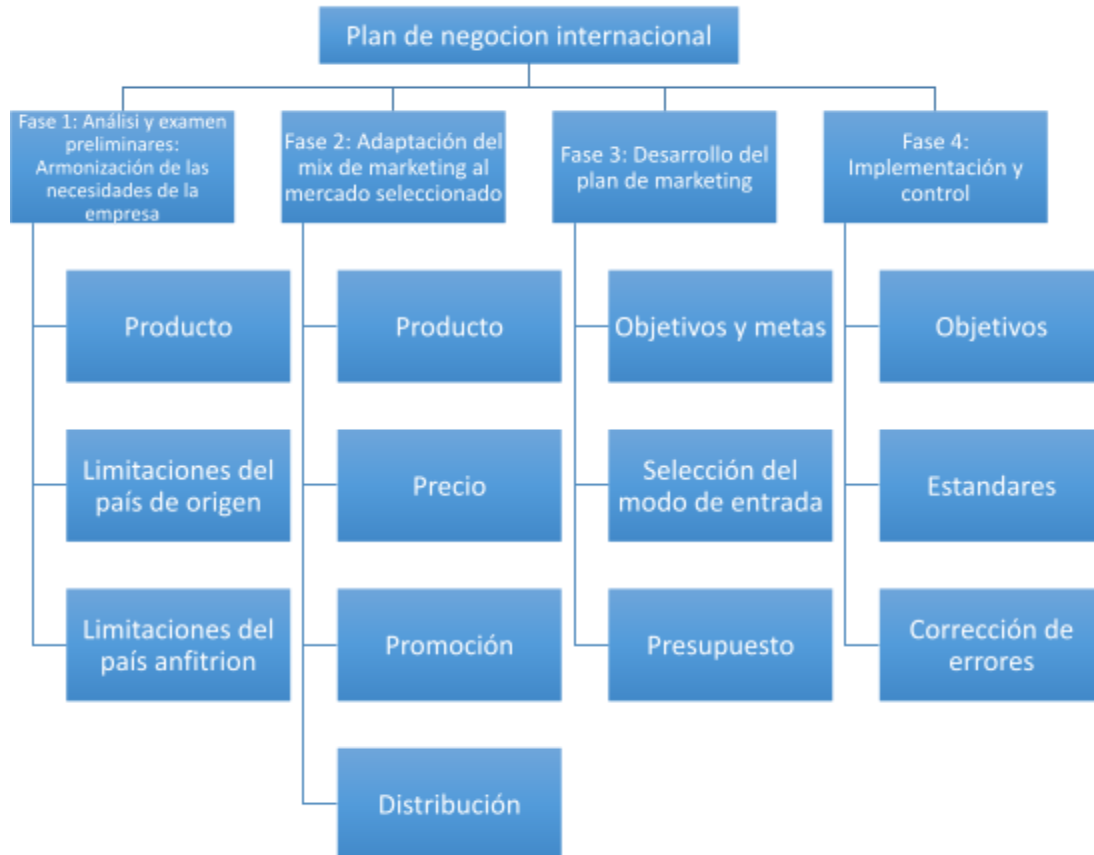 Plan de negocion internacional
Fase 1: Análisi y examen
preliminares:
Armonización de las
necesidades de la
empresa
Producto
Limitaciones del
país de origen
Limitaciones del
país anfitrion
Fase 2: Adaptación del
mix de marketing al
mercado seleccionado
Producto
Precio
Promoción
Distribución
Fase 3: Desarrollo del
plan de marketing
Objetivos y metas
Selección del
modo de entrada
Presupuesto
Fase 4:
Implementación y
control
Objetivos
Estandares
Corrección de
errores